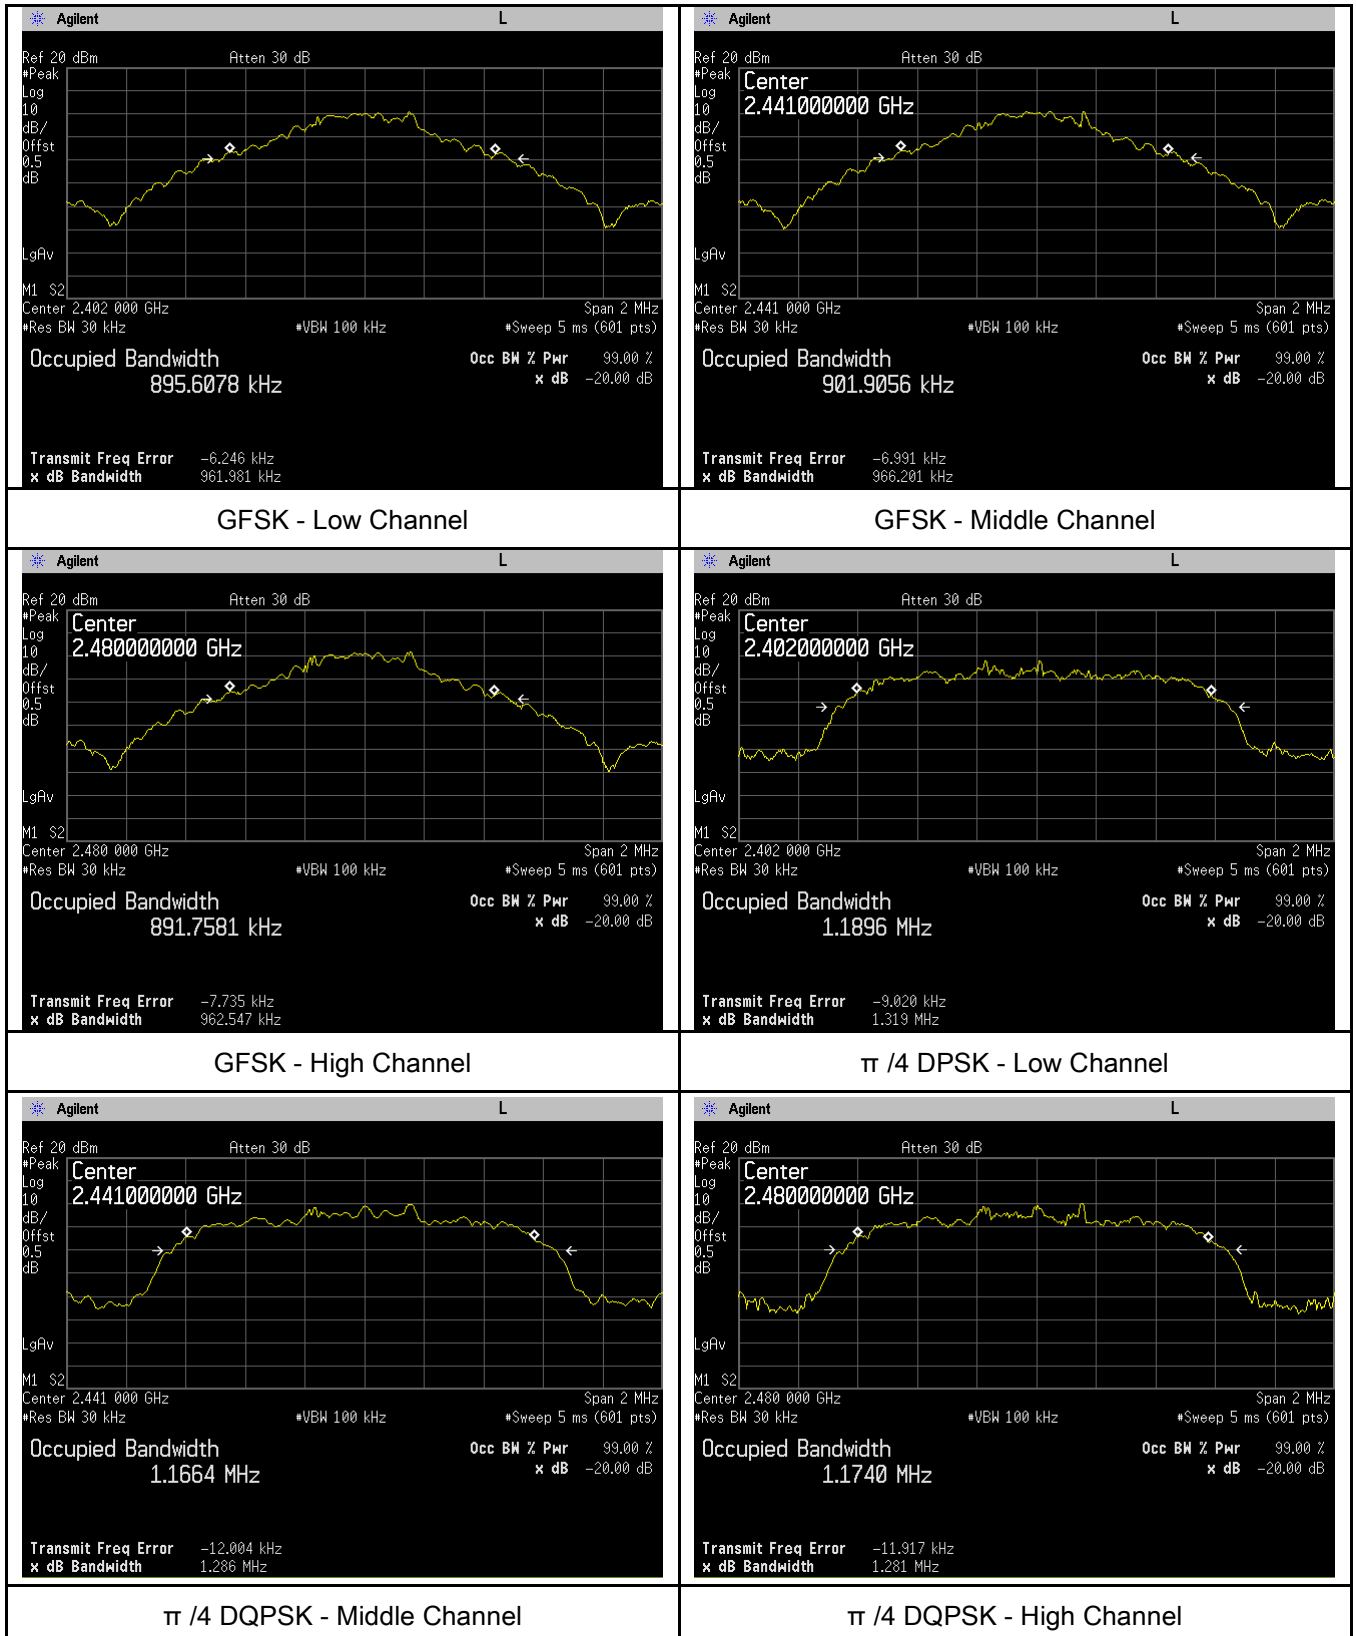 Agilent L
Ref 20 dBm Atten 30 dB
#Peak
Log
10
dB/
Offst
0.5
dB
LgAv
M1 S2
Center 2.402 000 GHz Span 2 MHz
#Res BW 30 kHz #VBW 100 kHz #Sweep 5 ms (601 pts)
Occupied Bandwidth Occ BW % Pwr 99.00 %
895.6078 kHz x dB -20.00 dB
Transmit Freq Error -6.246 kHz
x dB Bandwidth 961.981 kHz
GFSK - Low Channel
Agilent L
Ref 20 dBm Atten 30 dB
#Peak
Log
10
dB/
Offst
0.5
dB
Center
2.441000000 GHz
LgAv
M1 S2
Center 2.441 000 GHz Span 2 MHz
#Res BW 30 kHz #VBW 100 kHz #Sweep 5 ms (601 pts)
Occupied Bandwidth Occ BW % Pwr 99.00 %
901.9056 kHz x dB -20.00 dB
Transmit Freq Error -6.991 kHz
x dB Bandwidth 966.201 kHz
GFSK - Middle Channel
Agilent L
Ref 20 dBm Atten 30 dB
#Peak
Log
10
dB/
Offst
0.5
dB
Center
2.480000000 GHz
LgAv
M1 S2
Center 2.480 000 GHz Span 2 MHz
#Res BW 30 kHz #VBW 100 kHz #Sweep 5 ms (601 pts)
Occupied Bandwidth Occ BW % Pwr 99.00 %
891.7581 kHz x dB -20.00 dB
Transmit Freq Error -7.735 kHz
x dB Bandwidth 962.547 kHz
GFSK - High Channel
Agilent L
Ref 20 dBm Atten 30 dB
#Peak
Log
10
dB/
Offst
0.5
dB
Center
2.402000000 GHz
LgAv
M1 S2
Center 2.402 000 GHz Span 2 MHz
#Res BW 30 kHz #VBW 100 kHz #Sweep 5 ms (601 pts)
Occupied Bandwidth Occ BW % Pwr 99.00 %
1.1896 MHz x dB -20.00 dB
Transmit Freq Error -9.020 kHz
x dB Bandwidth 1.319 MHz
π /4 DPSK - Low Channel
Agilent L
Ref 20 dBm Atten 30 dB
#Peak
Log
10
dB/
Offst
0.5
dB
Center
2.441000000 GHz
LgAv
M1 S2
Center 2.441 000 GHz Span 2 MHz
#Res BW 30 kHz #VBW 100 kHz #Sweep 5 ms (601 pts)
Occupied Bandwidth Occ BW % Pwr 99.00 %
1.1664 MHz x dB -20.00 dB
Transmit Freq Error -12.004 kHz
x dB Bandwidth 1.286 MHz
π /4 DQPSK - Middle Channel
Agilent L
Ref 20 dBm Atten 30 dB
#Peak
Log
10
dB/
Offst
0.5
dB
Center
2.480000000 GHz
LgAv
M1 S2
Center 2.480 000 GHz Span 2 MHz
#Res BW 30 kHz #VBW 100 kHz #Sweep 5 ms (601 pts)
Occupied Bandwidth Occ BW % Pwr 99.00 %
1.1740 MHz x dB -20.00 dB
Transmit Freq Error -11.917 kHz
x dB Bandwidth 1.281 MHz
π /4 DQPSK - High Channel